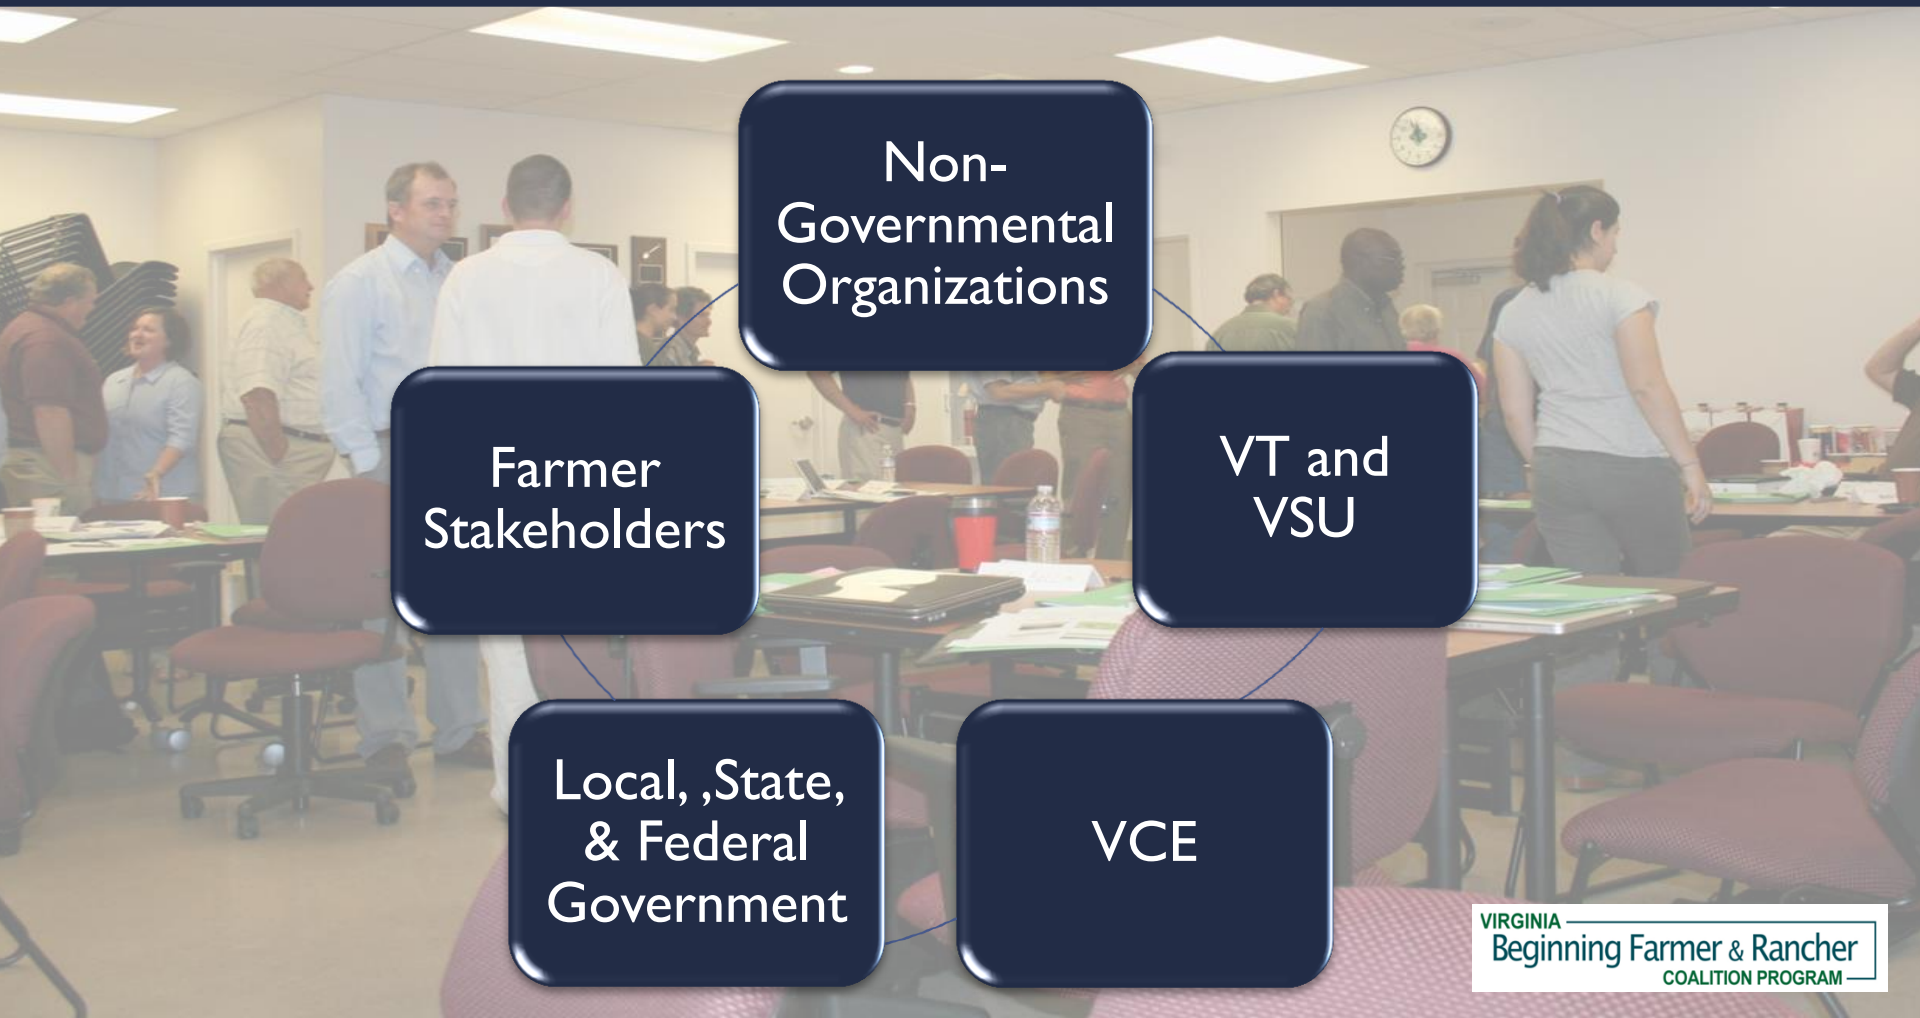 Non-
Governmental
Organizations
VT and
VSU
VCE
Local, ,State,
& Federal
Government
Farmer
Stakeholders
VIRGINIA
Beginning Farmer & Rancher
COALITION PROGRAM